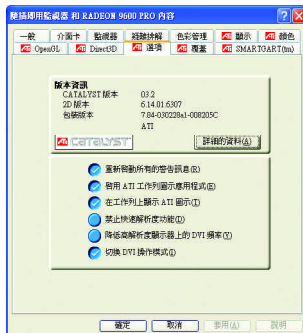 隨插即用監視器 和 RADEON 9600 PRO 內容
一般 介面卡 監視器 疑難排解 色彩管理 顯示 顏色
OpenGL Direct3D 選項 覆蓋 SMARTGART(tm)
版本資訊
CATALYST 版本 03.2
2D 版本 6.14.01.6307
包裝版本 7.84-030228a1-008205C
ATI
CATALYST 詳細的資料(A)
重新啟動所有的警告訊息(R)
啟用 ATI 工作列圖示應用程式(E)
在工作列上顯示 ATI 圖示(T)
禁止快速解析度功能(D)
降低高解析度顯示器上的 DVI 頻率(Y)
切換 DVI 操作模式(I)
確定 取消 套用(A) 說明